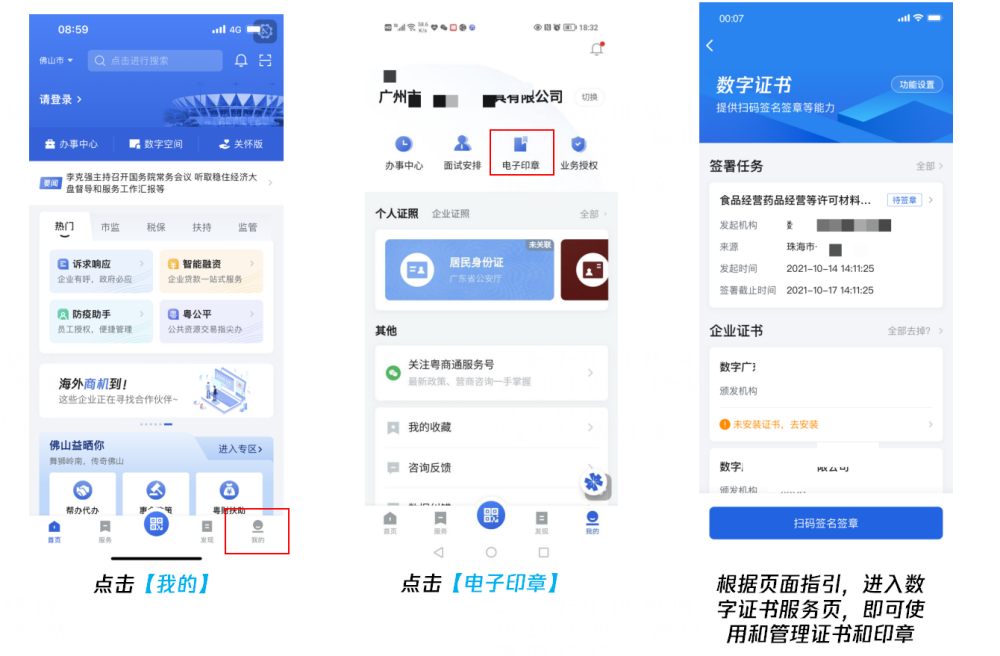 08:59
4G
佛山市
点击进行搜索
请登录
办事中心
数字空间
关怀版
要闻
李克强主持召开国务院常务会议 听取稳住经济大
盘督导和服务工作汇报等
热门
市监
税保
扶持
监管
诉求响应
企业有呼，政府必应
智能融资
企业贷款一站式服务
防疫助手
员工授权，便捷管理
粤公平
公共资源交易指尖办
海外商机到!
这些企业正在寻找合作伙伴~
佛山益晒你
舞狮岭南，传奇佛山
进入专区
帮办代办
粤财扶助
首页
服务
发现
我的
点击【我的】
18:32
广州市
具有限公司
切换
办事中心
面试安排
电子印章
业务授权
个人证照
企业证照
全部
未关联
居民身份证
广东省公安厅
其他
关注粤商通服务号
最新政策、营商咨询一手掌握
我的收藏
咨询反馈
首页
服务
发现
我的
点击【电子印章】
00:07
数字证书
提供扫码签名签章等能力
功能设置
签署任务
全部
食品经营药品经营等许可材料...
待签章
发起机构
来源
珠海市·
发起时间
2021-10-14 14:11:25
签署截止时间
2021-10-17 14:11:25
企业证书
全部去掉?
数字广
颁发机构
未安装证书，去安装
数字
限公司
颁发机构
扫码签名签章
根据页面指引，进入数
字证书服务页，即可使
用和管理证书和印章